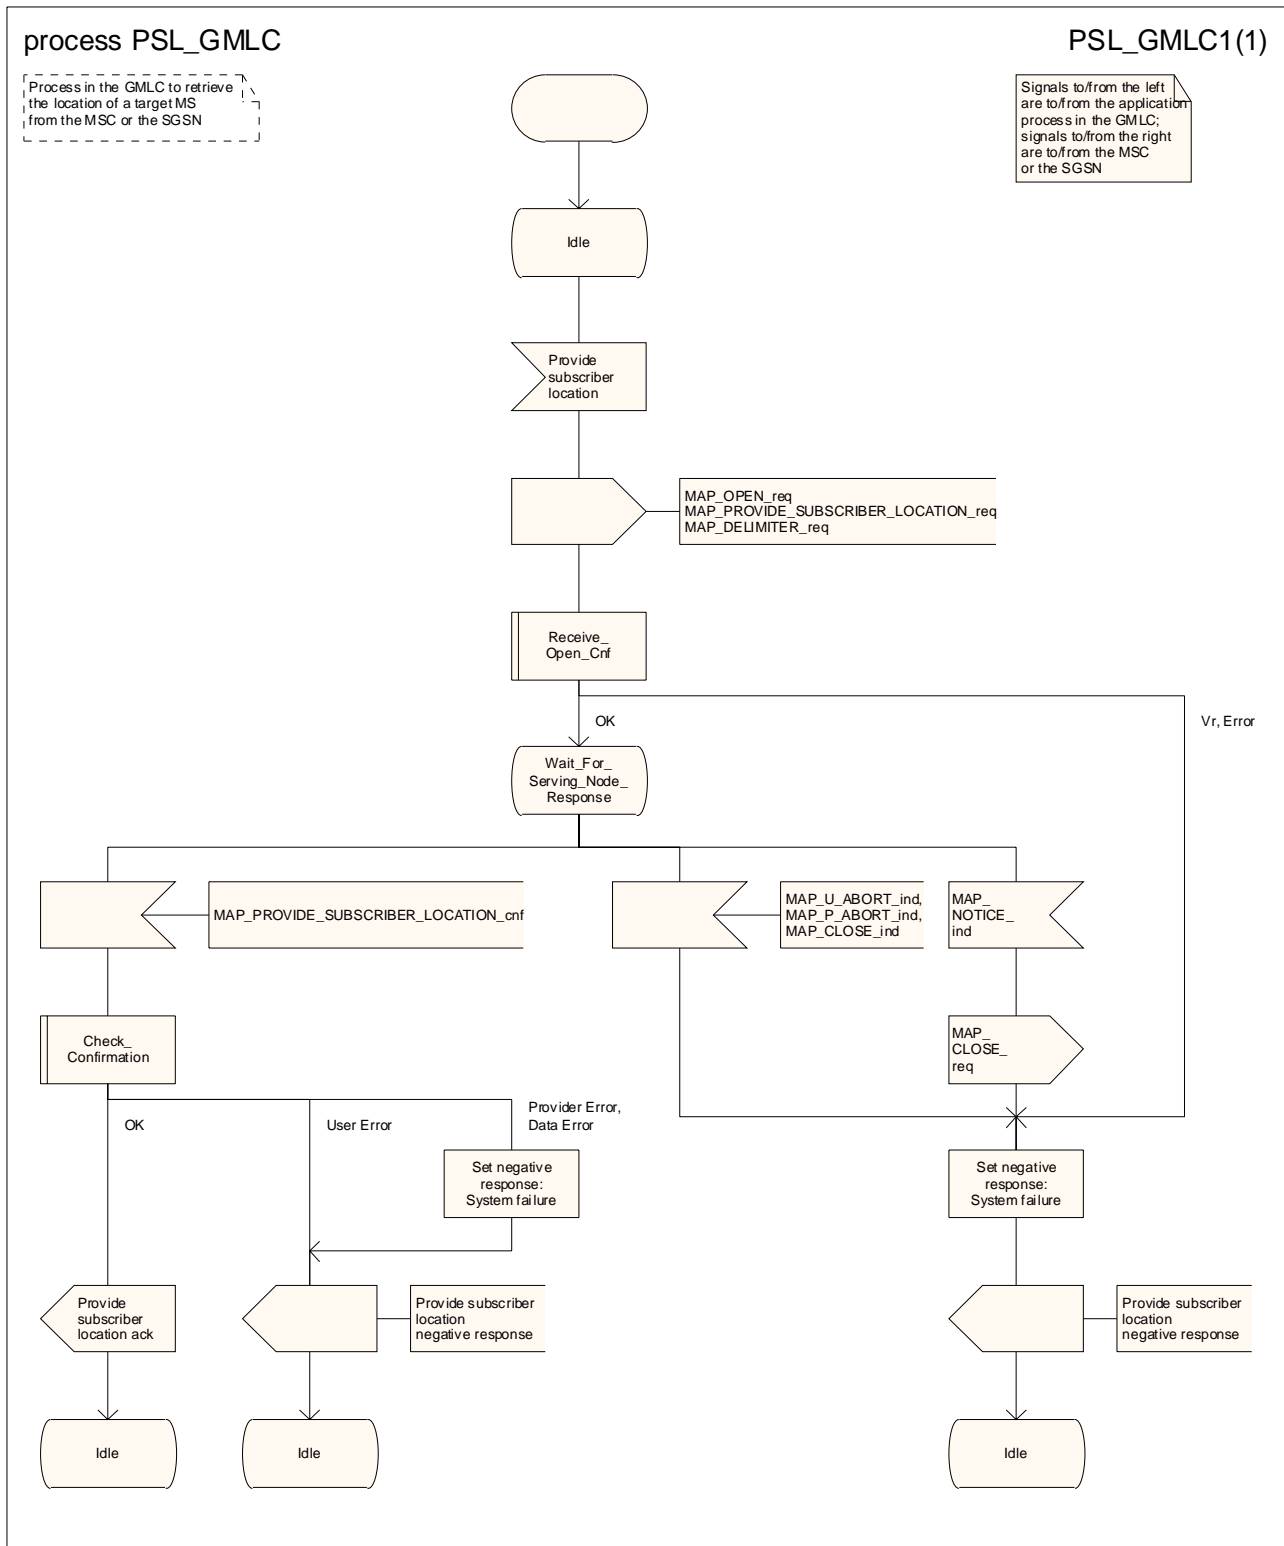 process PSL_GMLC
PSL_GMLC1(1)
Process in the GMLC to retrieve
the location of a target MS
from the MSC or the SGSN
Signals to/from the left
are to/from the application
process in the GMLC;
signals to/from the right
are to/from the MSC
or the SGSN
Idle
Provide
subscriber
location
MAP_OPEN_req
MAP_PROVIDE_SUBSCRIBER_LOCATION_req
MAP_DELIMITER_req
Receive_
Open_Cnf
OK
Vr, Error
Wait_For_
Serving_Node_
Response
MAP_PROVIDE_SUBSCRIBER_LOCATION_cnf
MAP_U_ABORT_ind,
MAP_P_ABORT_ind,
MAP_CLOSE_ind
MAP_
NOTICE_
ind
Check_
Confirmation
MAP_
CLOSE_
req
OK
User Error
Provider Error,
Data Error
Set negative
response:
System failure
Set negative
response:
System failure
Provide
subscriber
location ack
Provide subscriber
location
negative response
Provide subscriber
location
negative response
Idle
Idle
Idle